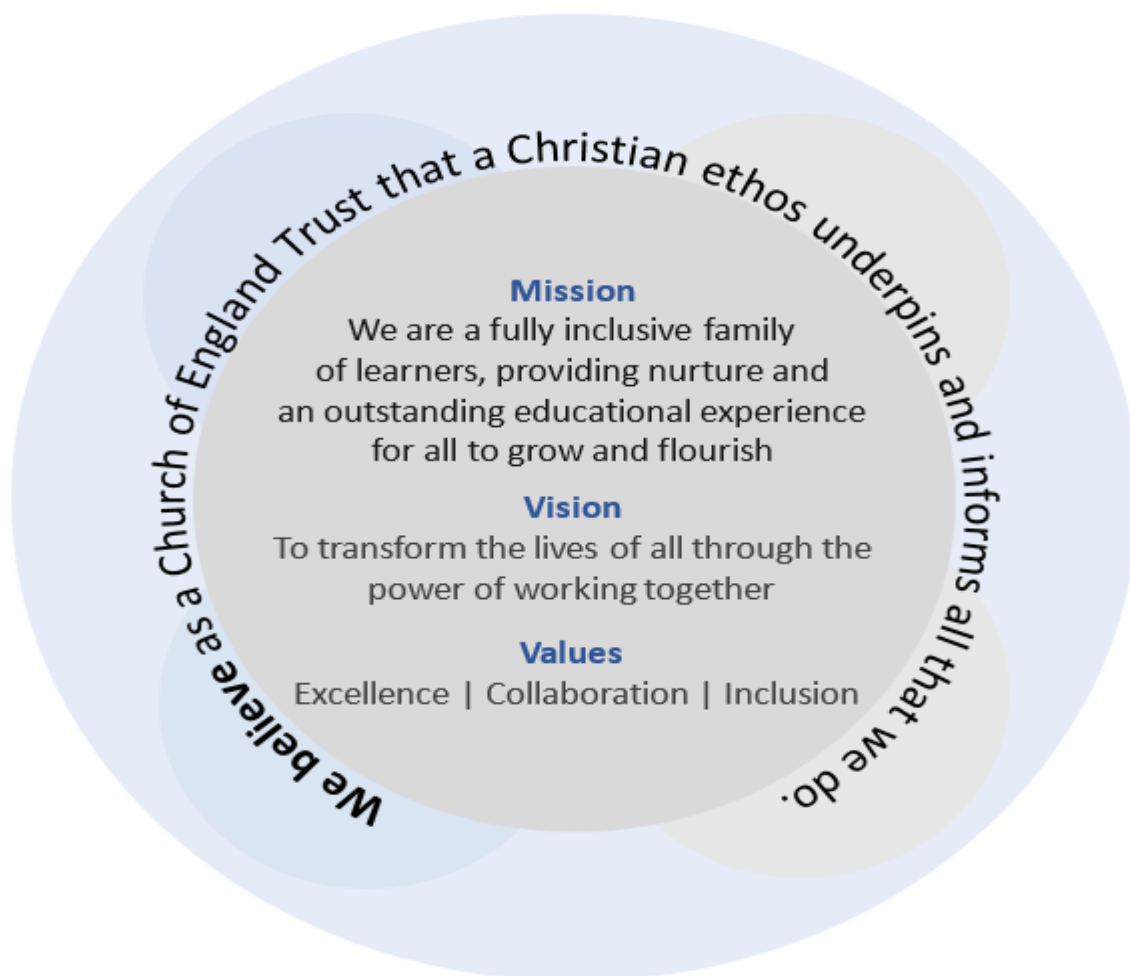 We believe as a Church of England Trust that a Christian ethos underpins and informs all that we do.
Mission
We are a fully inclusive family
of learners, providing nurture and
an outstanding educational experience
for all to grow and flourish
Vision
To transform the lives of all through the
power of working together
Values
Excellence | Collaboration | Inclusion